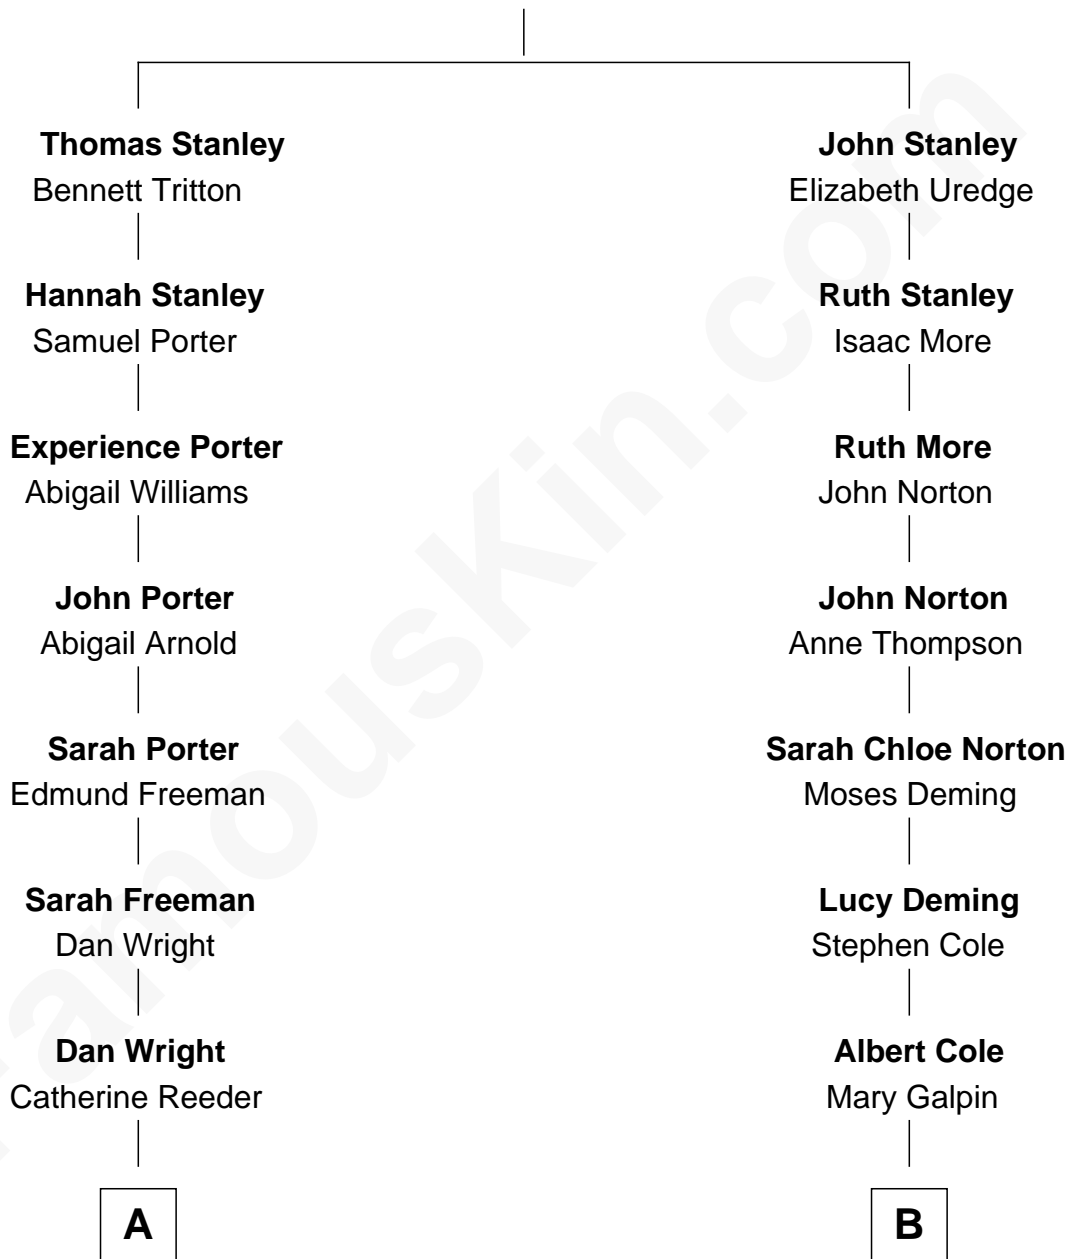 Thomas Stanley
Bennett Tritton
Hannah Stanley
Samuel Porter
Experience Porter
Abigail Williams
John Porter
Abigail Arnold
Sarah Porter
Edmund Freeman
Sarah Freeman
Dan Wright
Dan Wright
Catherine Reeder
A
John Stanley
Elizabeth Uredge
Ruth Stanley
Isaac More
Ruth More
John Norton
John Norton
Anne Thompson
Sarah Chloe Norton
Moses Deming
Lucy Deming
Stephen Cole
Albert Cole
Mary Galpin
B
FamousKin.com